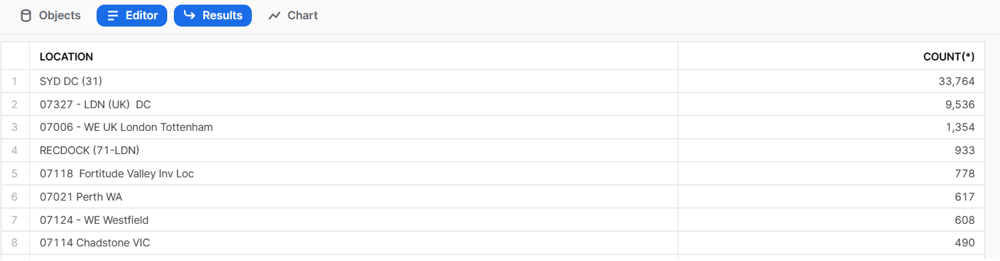 Objects Editor Results Chart
LOCATION COUNT(*)
1 SYD DC (31) 33,764
2 07327 - LDN (UK)  DC 9,536
3 07006 - WE UK London Tottenham 1,354
4 RECDOCK (71-LDN) 933
5 07118  Fortitude Valley Inv Loc 778
6 07021 Perth WA 617
7 07124 - WE Westfield 608
8 07114 Chadstone VIC 490